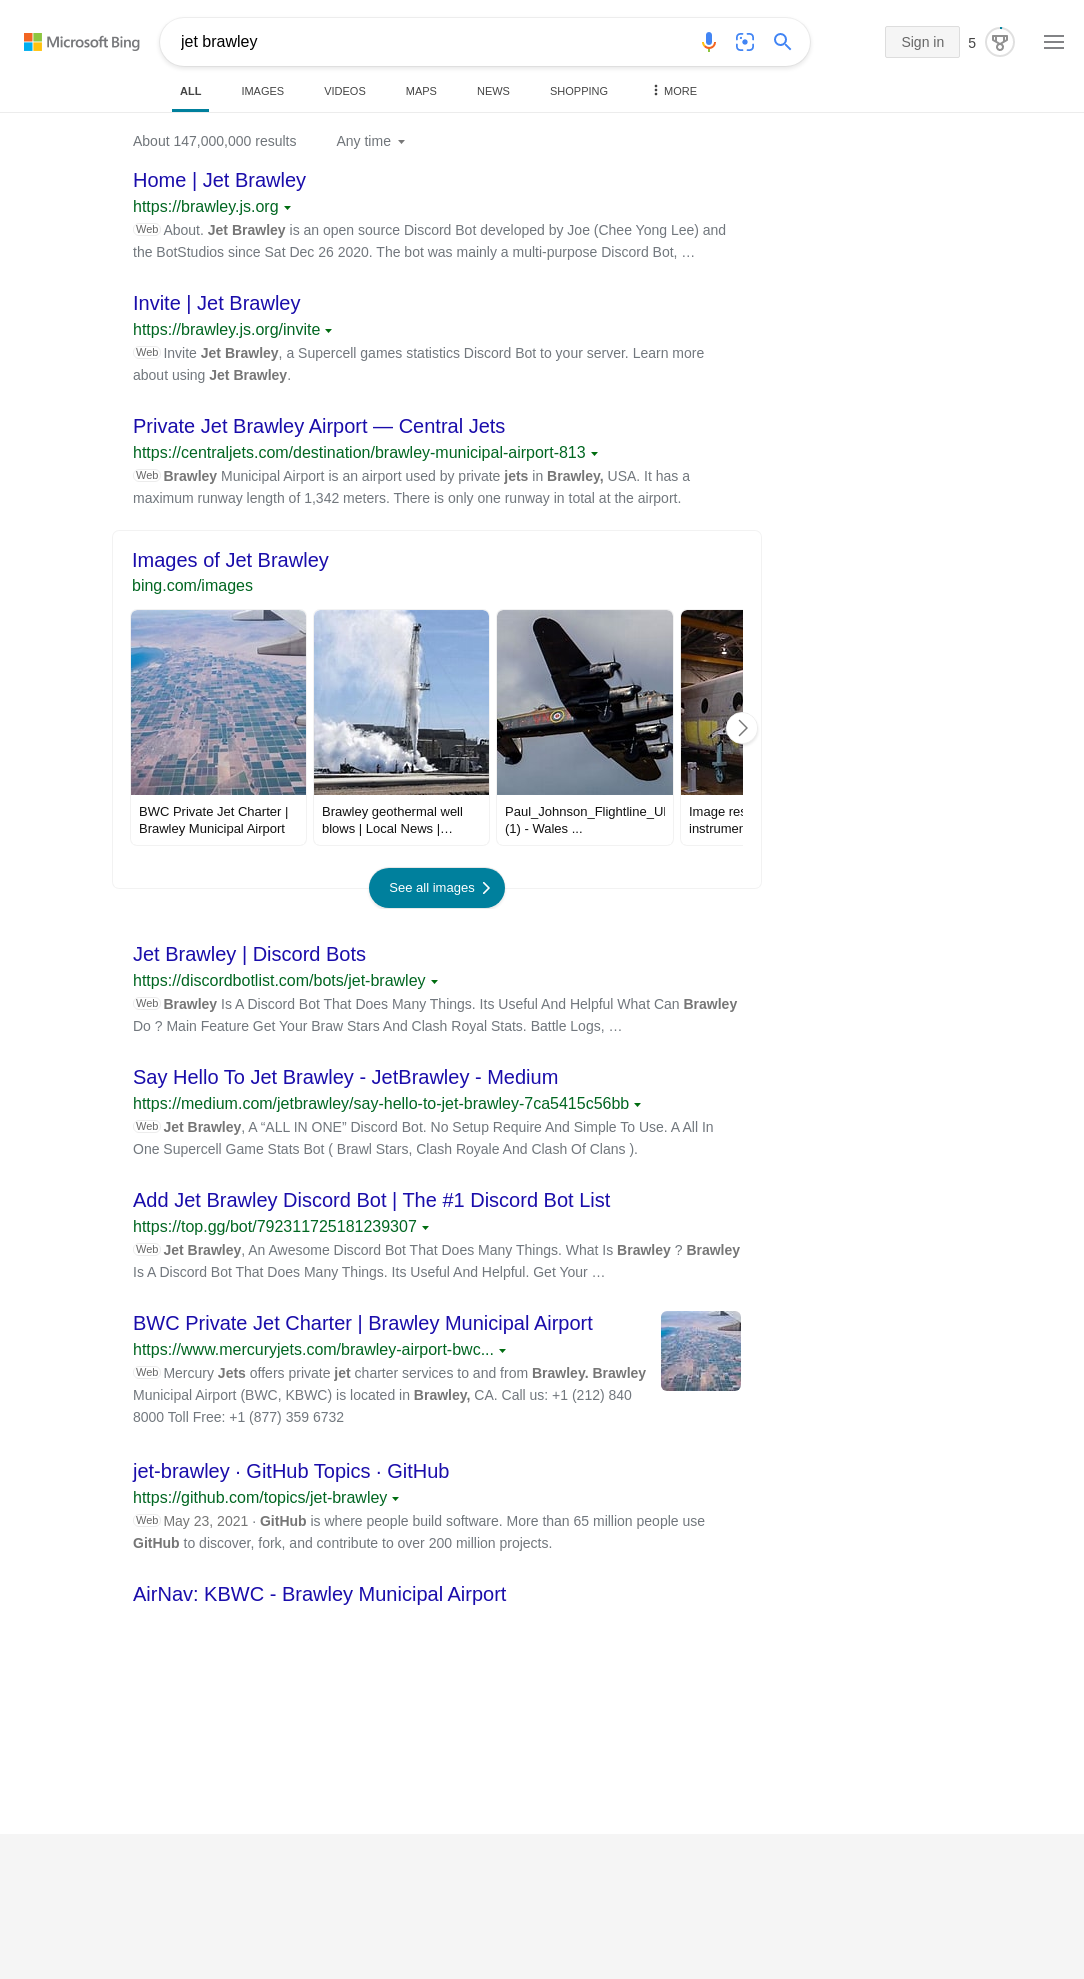 Microsoft Bing
jet brawley
Sign in
5
ALL
IMAGES
VIDEOS
MAPS
NEWS
SHOPPING
MORE
About 147,000,000 results
Any time
Home | Jet Brawley
https://brawley.js.org
Web About. Jet Brawley is an open source Discord Bot developed by Joe (Chee Yong Lee) and
the BotStudios since Sat Dec 26 2020. The bot was mainly a multi-purpose Discord Bot, …
Invite | Jet Brawley
https://brawley.js.org/invite
Web Invite Jet Brawley, a Supercell games statistics Discord Bot to your server. Learn more
about using Jet Brawley.
Private Jet Brawley Airport — Central Jets
https://centraljets.com/destination/brawley-municipal-airport-813
Web Brawley Municipal Airport is an airport used by private jets in Brawley, USA. It has a
maximum runway length of 1,342 meters. There is only one runway in total at the airport.
Images of Jet Brawley
bing.com/images
BWC Private Jet Charter |
Brawley Municipal Airport
Brawley geothermal well
blows | Local News |…
Paul_Johnson_Flightline_U
(1) - Wales ...
Image res
instrumer
See all images
Jet Brawley | Discord Bots
https://discordbotlist.com/bots/jet-brawley
Web Brawley Is A Discord Bot That Does Many Things. Its Useful And Helpful What Can Brawley
Do ? Main Feature Get Your Braw Stars And Clash Royal Stats. Battle Logs, …
Say Hello To Jet Brawley - JetBrawley - Medium
https://medium.com/jetbrawley/say-hello-to-jet-brawley-7ca5415c56bb
Web Jet Brawley, A “ALL IN ONE” Discord Bot. No Setup Require And Simple To Use. A All In
One Supercell Game Stats Bot ( Brawl Stars, Clash Royale And Clash Of Clans ).
Add Jet Brawley Discord Bot | The #1 Discord Bot List
https://top.gg/bot/792311725181239307
Web Jet Brawley, An Awesome Discord Bot That Does Many Things. What Is Brawley ? Brawley
Is A Discord Bot That Does Many Things. Its Useful And Helpful. Get Your …
BWC Private Jet Charter | Brawley Municipal Airport
https://www.mercuryjets.com/brawley-airport-bwc...
Web Mercury Jets offers private jet charter services to and from Brawley. Brawley
Municipal Airport (BWC, KBWC) is located in Brawley, CA. Call us: +1 (212) 840
8000 Toll Free: +1 (877) 359 6732
jet-brawley · GitHub Topics · GitHub
https://github.com/topics/jet-brawley
Web May 23, 2021 · GitHub is where people build software. More than 65 million people use
GitHub to discover, fork, and contribute to over 200 million projects.
AirNav: KBWC - Brawley Municipal Airport